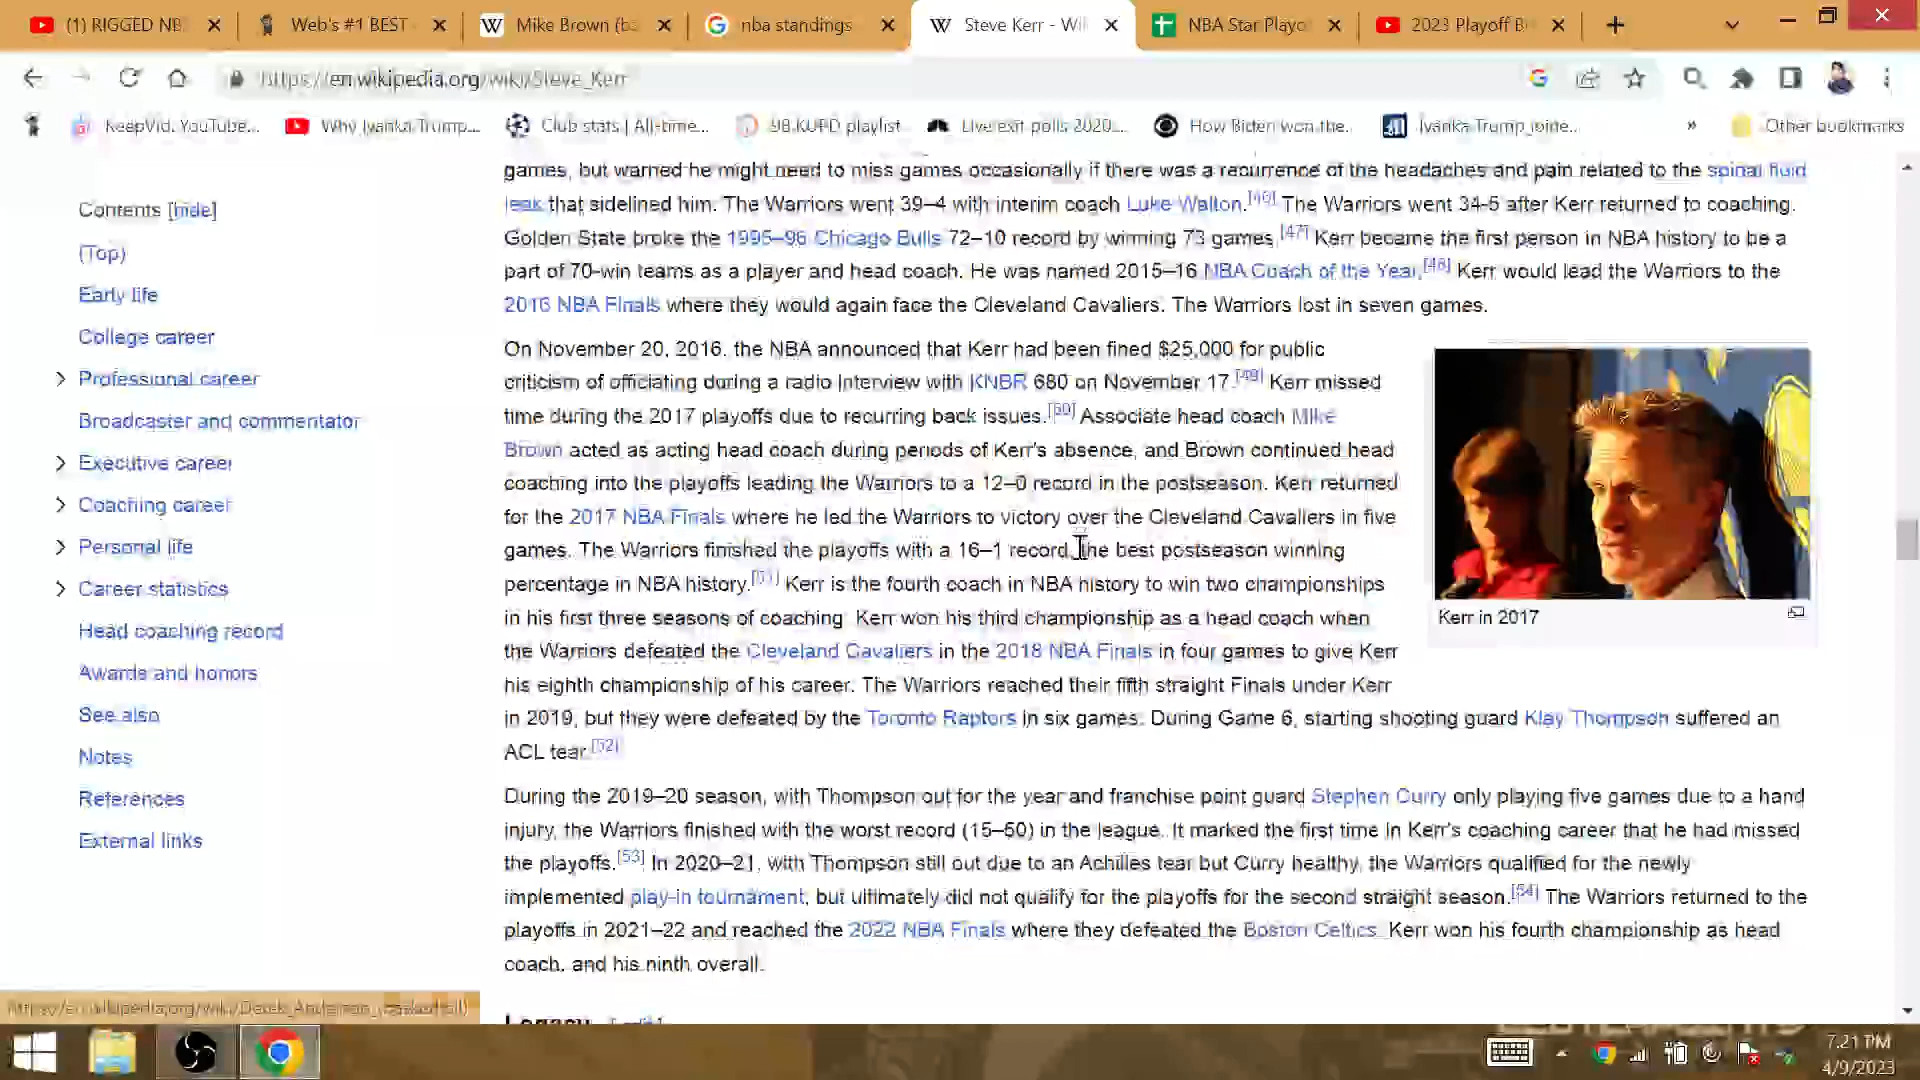 (1) RIGGED NB
Web's #1 BEST
Mike Brown (ba
nba standings
Steve Kerr - Wi
NBA Star Playo
2023 Playoff B
https://en.wikipedia.org/wiki/Steve_Kerr
KeepVid. YouTube...
Why Ivanka Trump...
Club stats | All-time...
98 KUPD playlist
Live exit polls 2020...
How Biden won the...
Ivanka Trump joine...
»
Other bookmarks
Contents [hide]
(Top)
Early life
College career
Professional career
Broadcaster and commentator
Executive career
Coaching career
Personal life
Career statistics
Head coaching record
Awards and honors
See also
Notes
References
External links
games, but warned he might need to miss games occasionally if there was a recurrence of the headaches and pain related to the spinal fluid
leak that sidelined him. The Warriors went 39–4 with interim coach Luke Walton.[46] The Warriors went 34-5 after Kerr returned to coaching.
Golden State broke the 1995–96 Chicago Bulls 72–10 record by winning 73 games.[47] Kerr became the first person in NBA history to be a
part of 70-win teams as a player and head coach. He was named 2015–16 NBA Coach of the Year.[48] Kerr would lead the Warriors to the
2016 NBA Finals where they would again face the Cleveland Cavaliers. The Warriors lost in seven games.
On November 20, 2016, the NBA announced that Kerr had been fined $25,000 for public
criticism of officiating during a radio interview with KNBR 680 on November 17.[49] Kerr missed
time during the 2017 playoffs due to recurring back issues.[50] Associate head coach Mike
Brown acted as acting head coach during periods of Kerr's absence, and Brown continued head
coaching into the playoffs leading the Warriors to a 12–0 record in the postseason. Kerr returned
for the 2017 NBA Finals where he led the Warriors to victory over the Cleveland Cavaliers in five
games. The Warriors finished the playoffs with a 16–1 record, the best postseason winning
percentage in NBA history.[51] Kerr is the fourth coach in NBA history to win two championships
in his first three seasons of coaching. Kerr won his third championship as a head coach when
the Warriors defeated the Cleveland Cavaliers in the 2018 NBA Finals in four games to give Kerr
his eighth championship of his career. The Warriors reached their fifth straight Finals under Kerr
in 2019, but they were defeated by the Toronto Raptors in six games. During Game 6, starting shooting guard Klay Thompson suffered an
ACL tear.[52]
Kerr in 2017
During the 2019–20 season, with Thompson out for the year and franchise point guard Stephen Curry only playing five games due to a hand
injury, the Warriors finished with the worst record (15–50) in the league. It marked the first time in Kerr's coaching career that he had missed
the playoffs.[53] In 2020–21, with Thompson still out due to an Achilles tear but Curry healthy, the Warriors qualified for the newly
implemented play-in tournament, but ultimately did not qualify for the playoffs for the second straight season.[54] The Warriors returned to the
playoffs in 2021–22 and reached the 2022 NBA Finals where they defeated the Boston Celtics. Kerr won his fourth championship as head
coach, and his ninth overall.
Legacy [edit]
https://en.wikipedia.org/wiki/Derek_Anderson_(basketball)
7:21 PM
4/9/2023